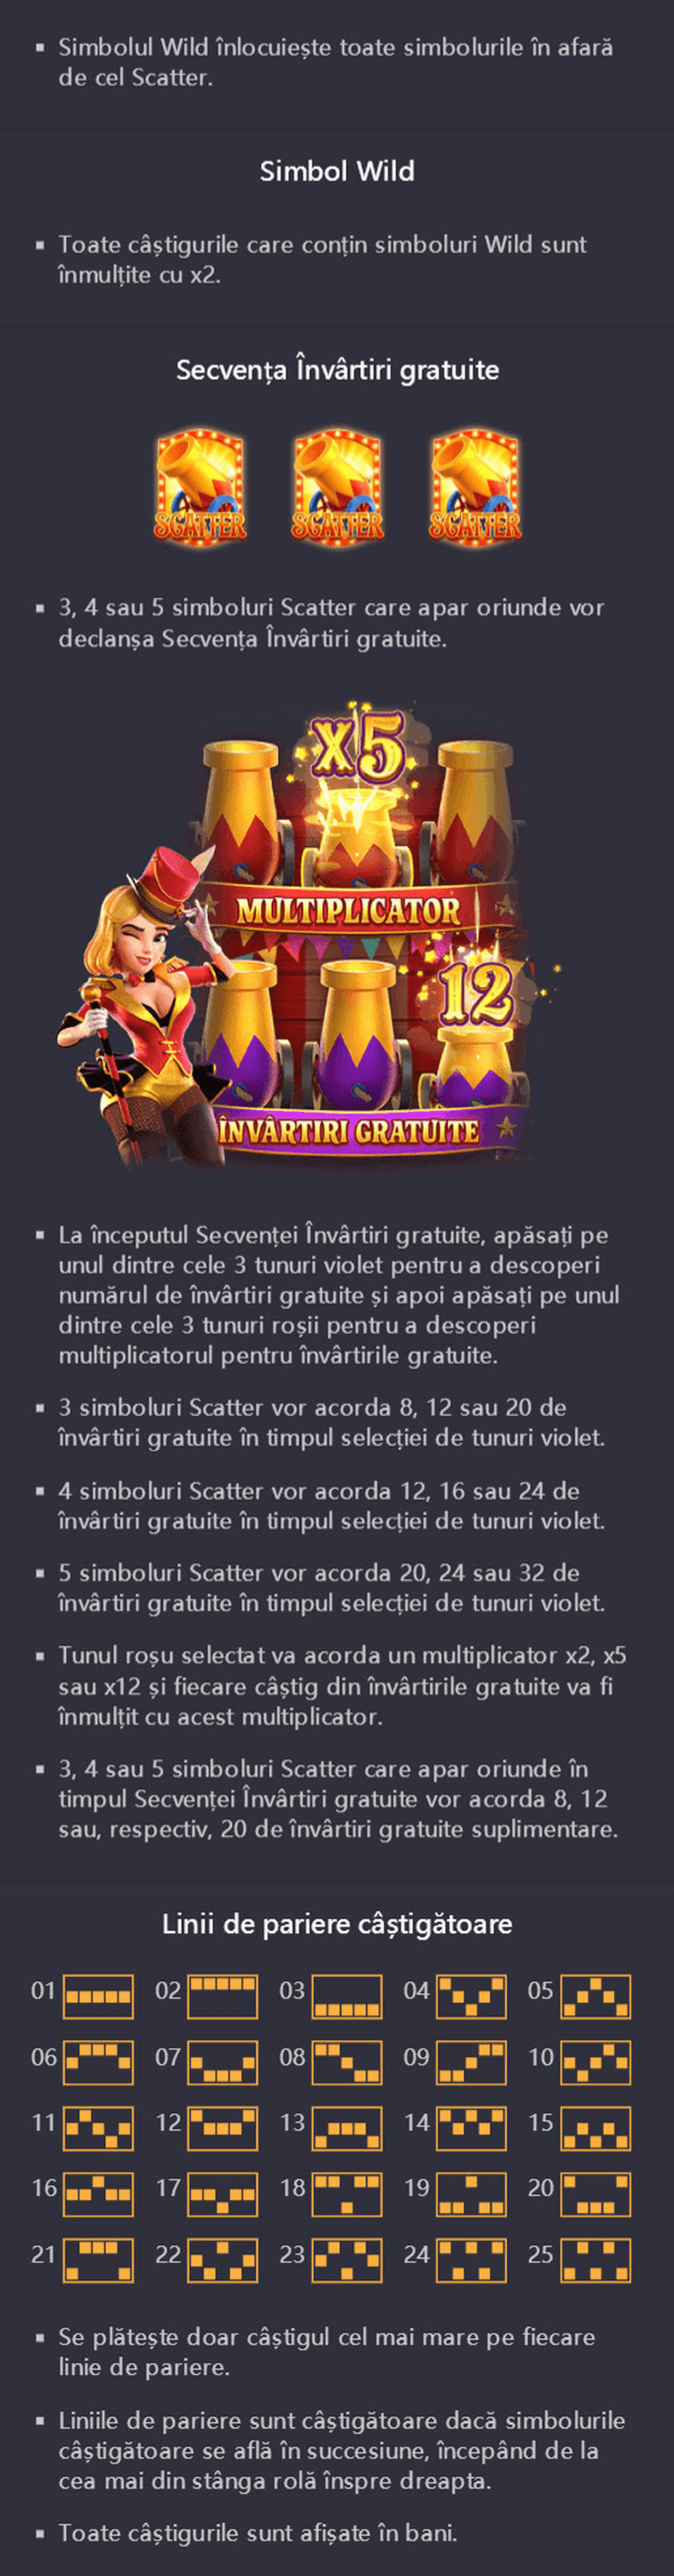 ▪ Simbolul Wild înlocuiește toate simbolurile în afară
de cel Scatter.
Simbol Wild
▪ Toate câștigurile care conțin simboluri Wild sunt
înmulțite cu x2.
Secvența Învârtiri gratuite
SCATTER SCATTER SCATTER
▪ 3, 4 sau 5 simboluri Scatter care apar oriunde vor
declanșa Secvența Învârtiri gratuite.
x5
MULTIPLICATOR
12
ÎNVÂRTIRI GRATUITE
▪ La începutul Secvenței Învârtiri gratuite, apăsați pe
unul dintre cele 3 tunuri violet pentru a descoperi
numărul de învârtiri gratuite și apoi apăsați pe unul
dintre cele 3 tunuri roșii pentru a descoperi
multiplicatorul pentru învârtirile gratuite.
▪ 3 simboluri Scatter vor acorda 8, 12 sau 20 de
învârtiri gratuite în timpul selecției de tunuri violet.
▪ 4 simboluri Scatter vor acorda 12, 16 sau 24 de
învârtiri gratuite în timpul selecției de tunuri violet.
▪ 5 simboluri Scatter vor acorda 20, 24 sau 32 de
învârtiri gratuite în timpul selecției de tunuri violet.
▪ Tunul roșu selectat va acorda un multiplicator x2, x5
sau x12 și fiecare câștig din învârtirile gratuite va fi
înmulțit cu acest multiplicator.
▪ 3, 4 sau 5 simboluri Scatter care apar oriunde în
timpul Secvenței Învârtiri gratuite vor acorda 8, 12
sau, respectiv, 20 de învârtiri gratuite suplimentare.
Linii de pariere câștigătoare
01 02 03 04 05
06 07 08 09 10
11 12 13 14 15
16 17 18 19 20
21 22 23 24 25
▪ Se plătește doar câștigul cel mai mare pe fiecare
linie de pariere.
▪ Liniile de pariere sunt câștigătoare dacă simbolurile
câștigătoare se află în succesiune, începând de la
cea mai din stânga rolă înspre dreapta.
▪ Toate câștigurile sunt afișate în bani.